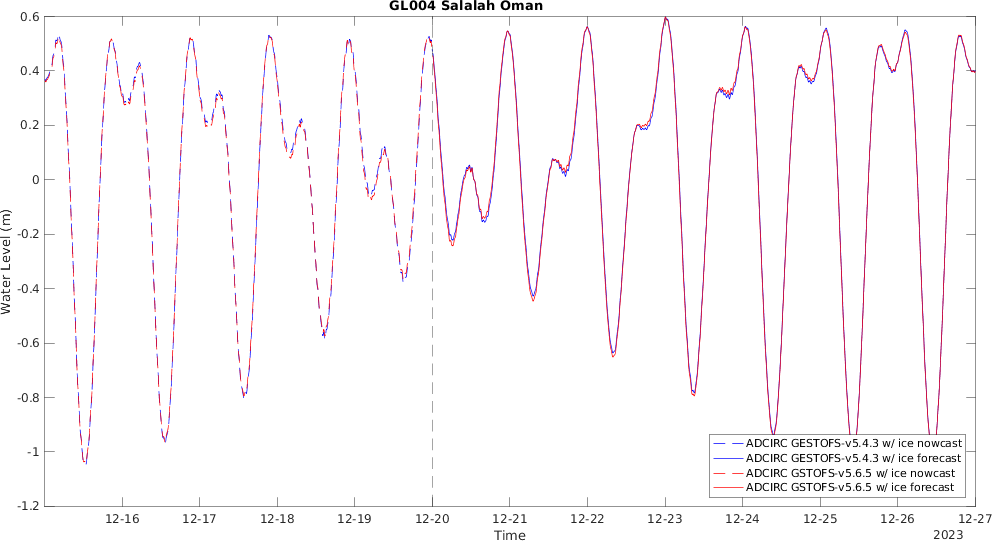 GL004 Salalah Oman
0.6
0.4
0.2
0
-0.2
-0.4
-0.6
-0.8
-1
-1.2
Water Level (m)
ADCIRC GESTOFS-v5.4.3 w/ ice nowcast
ADCIRC GESTOFS-v5.4.3 w/ ice forecast
ADCIRC GSTOFS-v5.6.5 w/ ice nowcast
ADCIRC GSTOFS-v5.6.5 w/ ice forecast
12-16 12-17 12-18 12-19 12-20 12-21 12-22 12-23 12-24 12-25 12-26 12-27
Time
2023